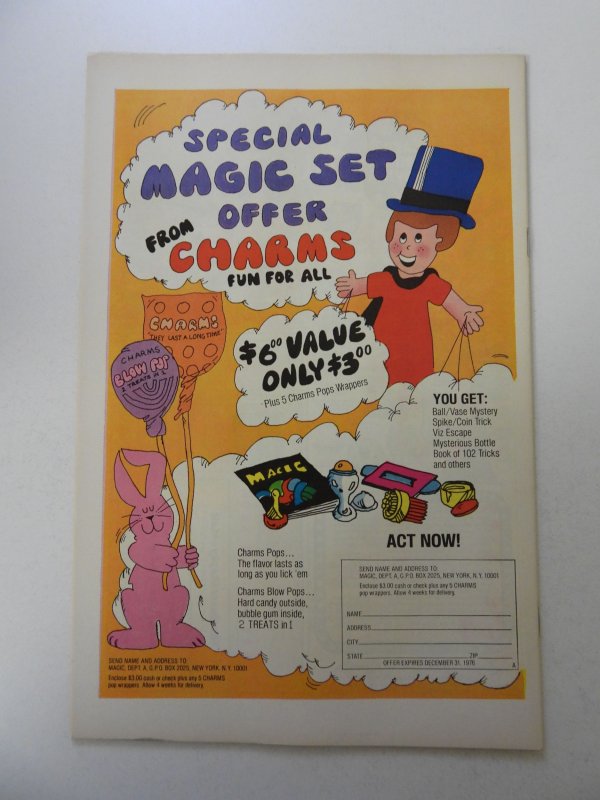 SPECIAL
MAGIC SET
OFFER
FROM
CHARMS
FUN FOR ALL
$6.00 VALUE
ONLY $3.00
Plus 5 Charms Pops Wrappers
CHARMS
THEY LAST A LONG TIME
CHARMS
BLOW POP
2 TREATS IN 1
YOU GET:
Ball/Vase Mystery
Spike/Coin Trick
Viz Escape
Mysterious Bottle
Book of 102 Tricks
and others
MAGIC
ACT NOW!
Charms Pops...
The flavor lasts as
long as you lick 'em
Charms Blow Pops...
Hard candy outside,
bubble gum inside,
2 TREATS in 1
SEND NAME AND ADDRESS TO:
MAGIC, DEPT. A, G.P.O. BOX 2025, NEW YORK, N.Y. 10001
Enclose $3.00 cash or check plus any 5 CHARMS
pop wrappers. Allow 4 weeks for delivery.
NAME
ADDRESS
CITY
STATE ZIP
OFFER EXPIRES DECEMBER 31, 1976
A
SEND NAME AND ADDRESS TO:
MAGIC, DEPT. A, G.P.O. BOX 2025, NEW YORK, N.Y. 10001
Enclose $3.00 cash or check plus any 5 CHARMS
pop wrappers. Allow 4 weeks for delivery.